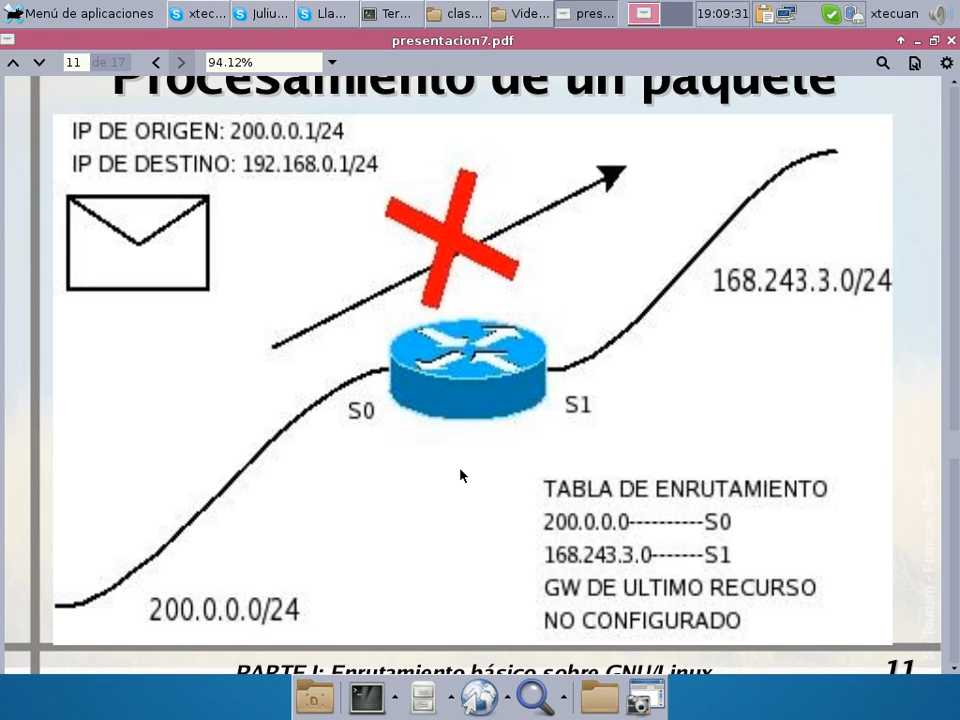 Menú de aplicaciones
xtec...
Juliu...
Lla...
Ter...
clas...
Vide...
pres...
19:09:31
xtecuan
presentacion7.pdf
11 de 17
94.12%
Procesamiento de un paquete
IP DE ORIGEN: 200.0.0.1/24
IP DE DESTINO: 192.168.0.1/24
168.243.3.0/24
S0
S1
TABLA DE ENRUTAMIENTO
200.0.0.0----------S0
168.243.3.0-------S1
GW DE ULTIMO RECURSO
NO CONFIGURADO
200.0.0.0/24
PARTE I: Enrutamiento básico sobre GNU/Linux
11